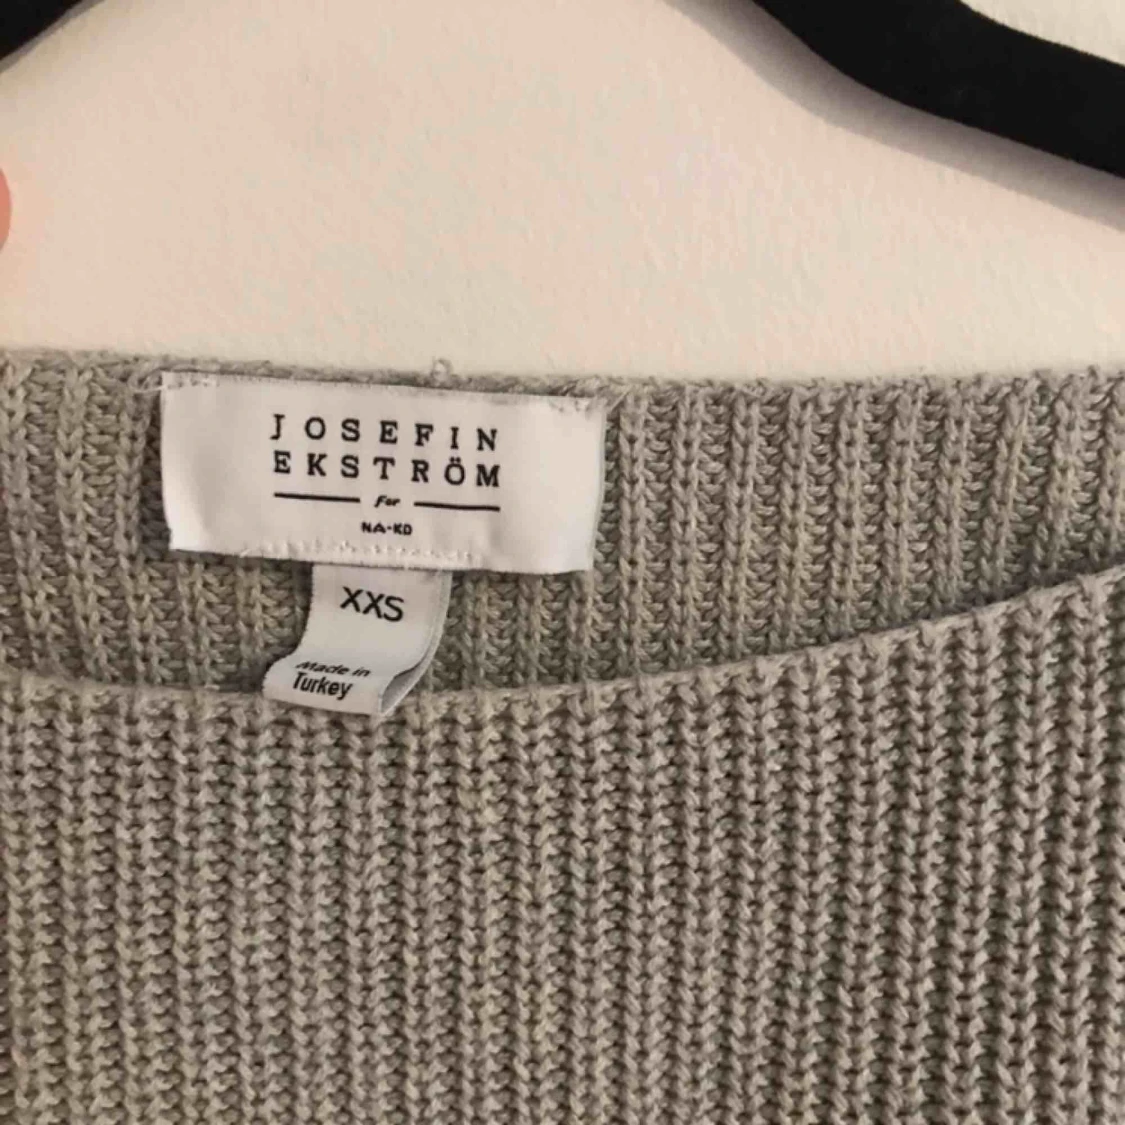 JOSEFIN
EKSTRÖM
For
NA-KD
XXS
Made in
Turkey